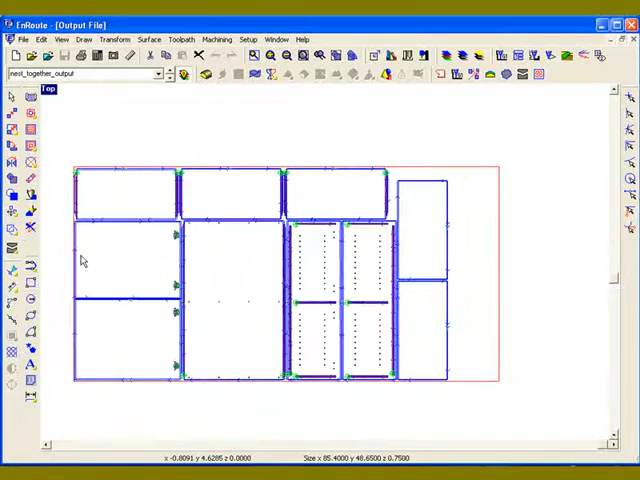 EnRoute - [Output File]
File Edit View Draw Transform Surface Toolpath Machining Setup Window Help
nest_together_output
Top
x -0.8091 y 4.6285 z 0.0000 Size x 85.4000 y 48.6500 z 0.7500